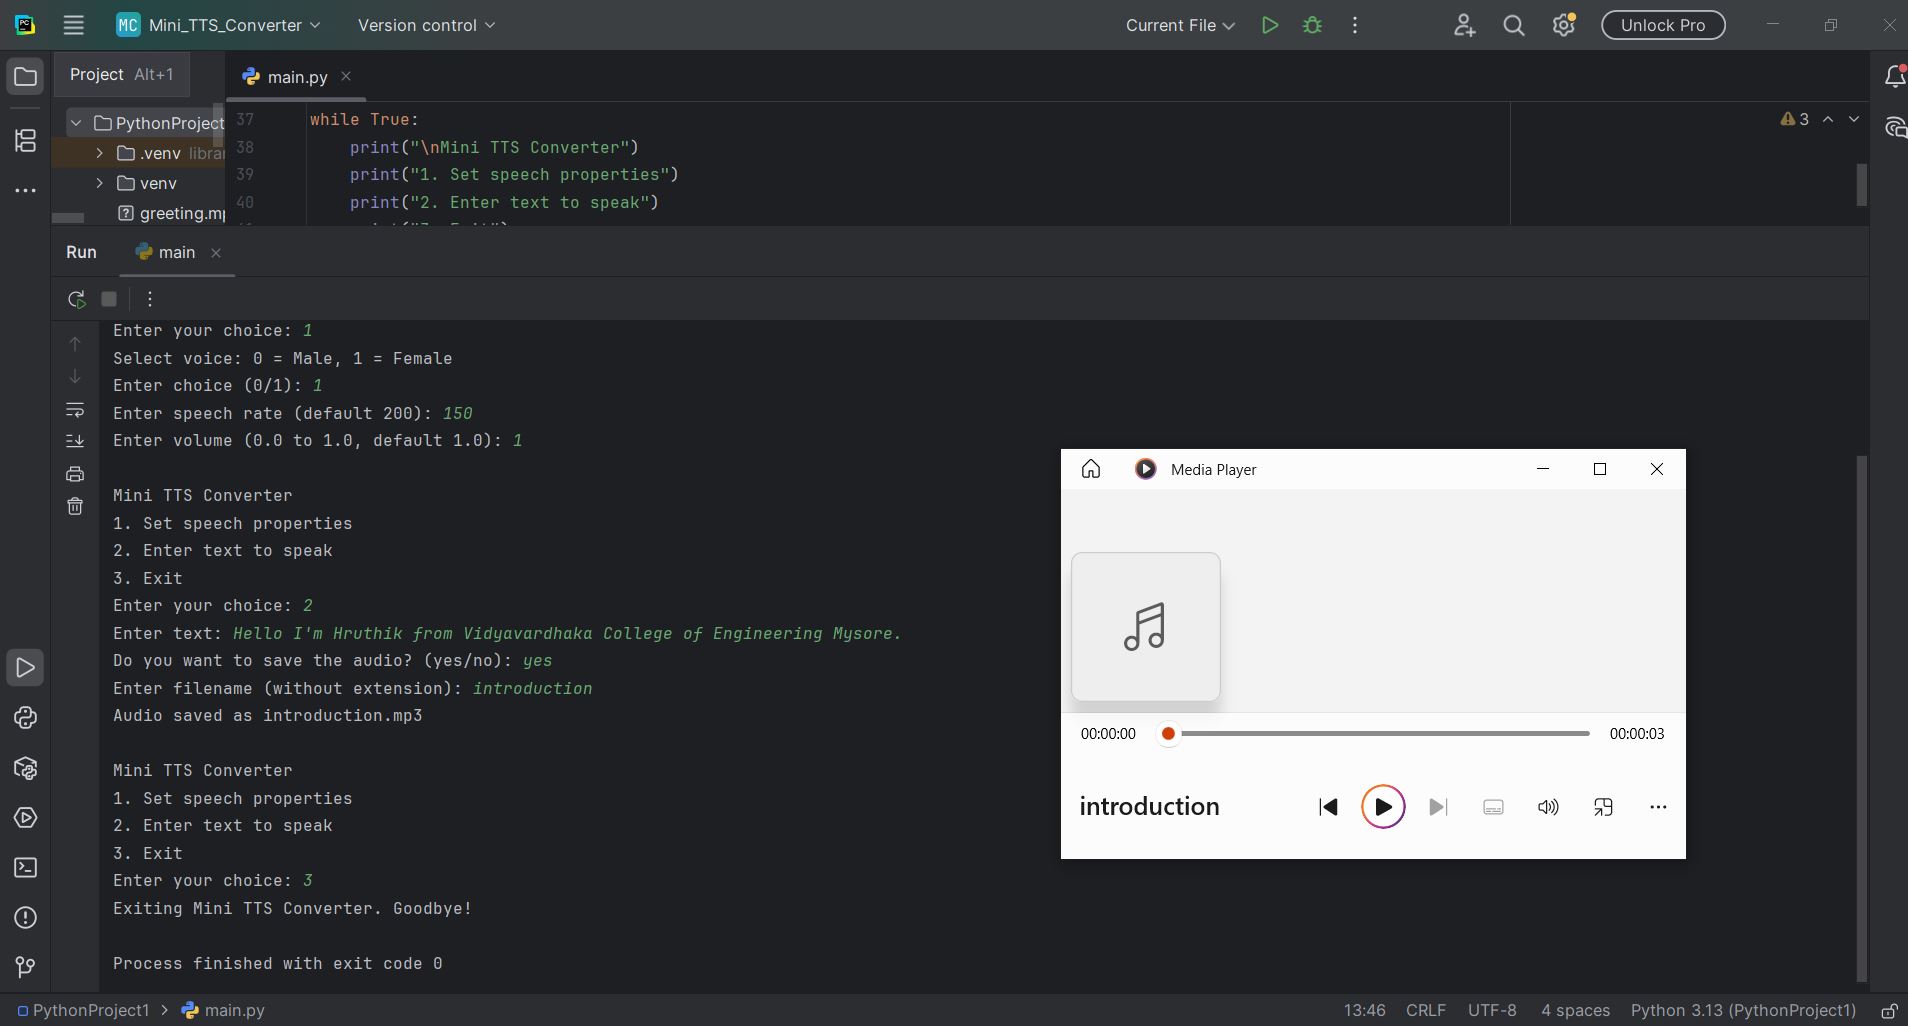 MC Mini_TTS_Converter Version control Current File Unlock Pro
Project Alt+1
main.py
PythonProject
.venv libra
venv
greeting.mp
37 while True:
38 print("\nMini TTS Converter")
39 print("1. Set speech properties")
40 print("2. Enter text to speak")
3
Run main
Enter your choice: 1
Select voice: 0 = Male, 1 = Female
Enter choice (0/1): 1
Enter speech rate (default 200): 150
Enter volume (0.0 to 1.0, default 1.0): 1
Mini TTS Converter
1. Set speech properties
2. Enter text to speak
3. Exit
Enter your choice: 2
Enter text: Hello I'm Hruthik from Vidyavardhaka College of Engineering Mysore.
Do you want to save the audio? (yes/no): yes
Enter filename (without extension): introduction
Audio saved as introduction.mp3
Mini TTS Converter
1. Set speech properties
2. Enter text to speak
3. Exit
Enter your choice: 3
Exiting Mini TTS Converter. Goodbye!
Process finished with exit code 0
Media Player
00:00:00 00:00:03
introduction
PythonProject1 main.py
13:46 CRLF UTF-8 4 spaces Python 3.13 (PythonProject1)